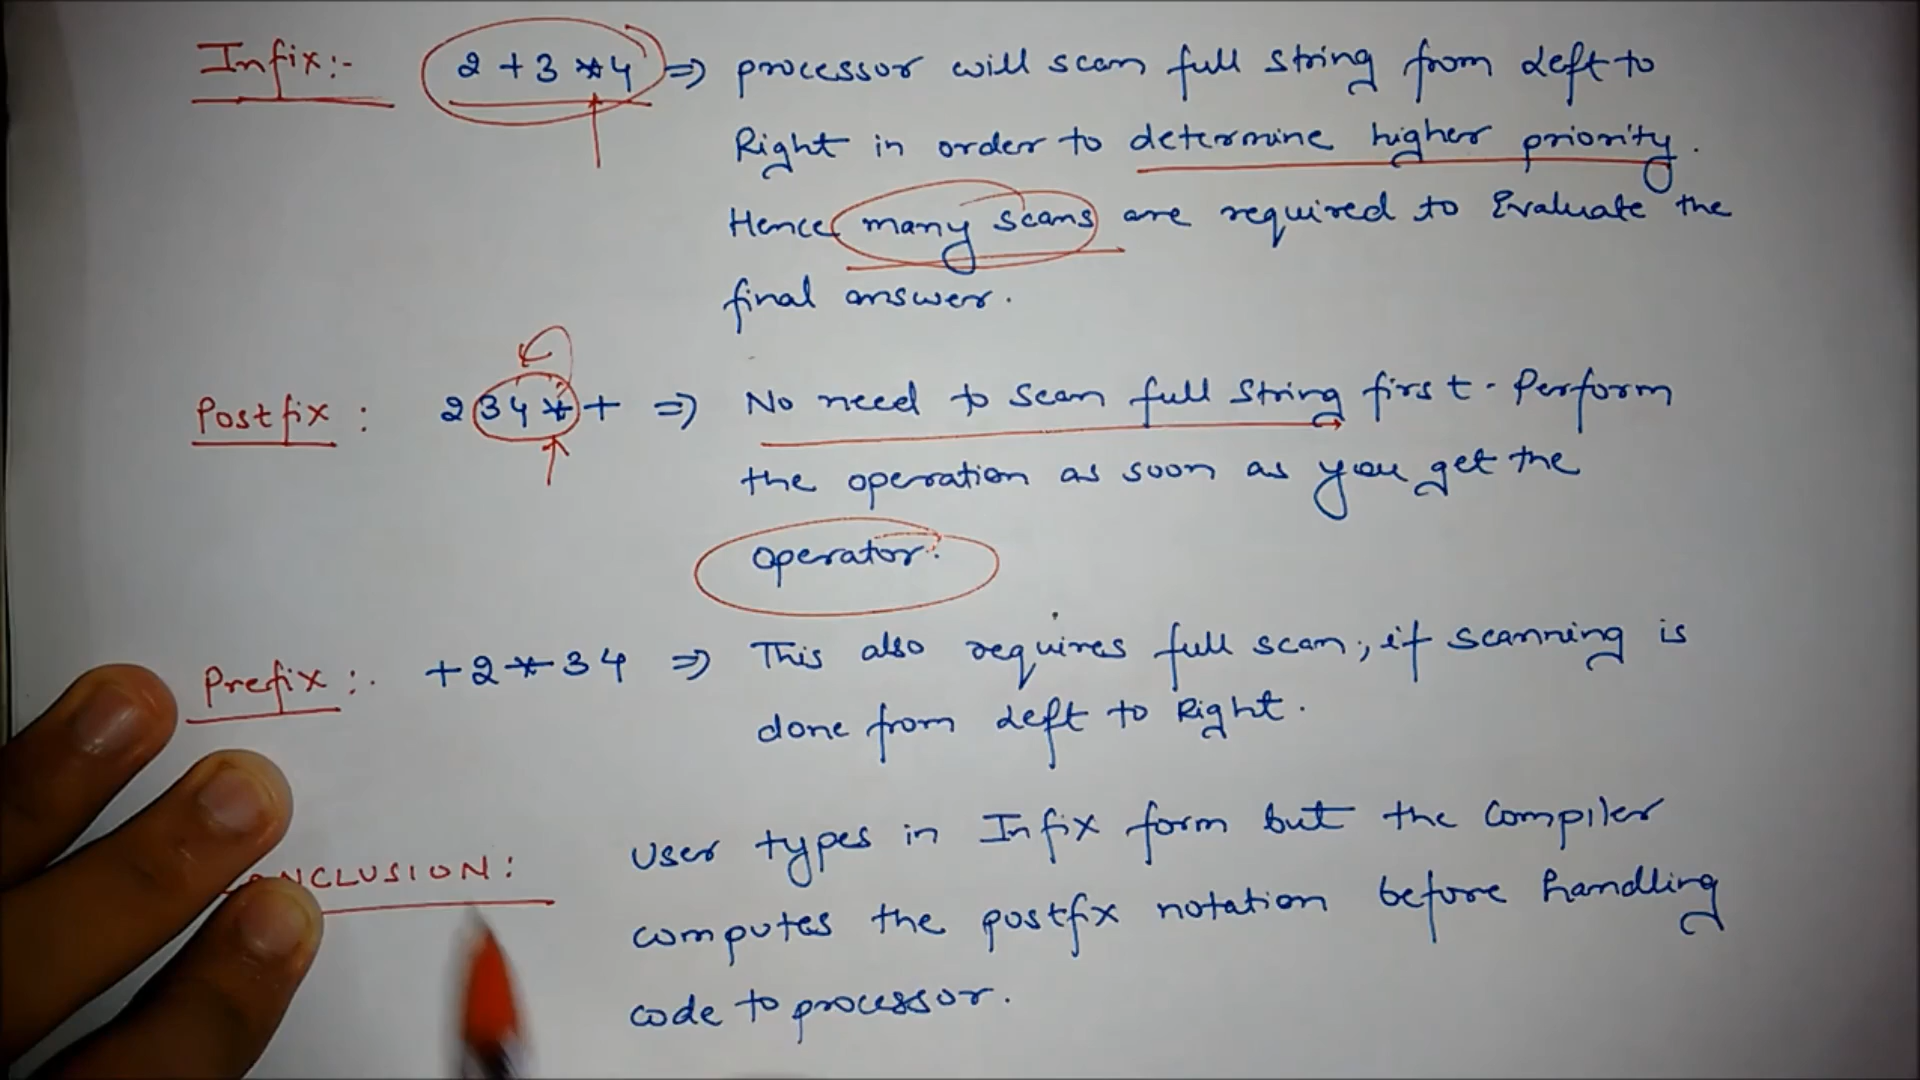 Infix:- 2 + 3 * 4 => processor will scan full string from Left to
Right in order to determine higher priority.
Hence many scans are required to Evaluate the
final answer.
Postfix : 2 3 4 * + => No need to Scan full String first. Perform
the operation as soon as you get the
operator.
Prefix :. + 2 * 3 4 => This also requires full scan, if scanning is
done from Left to Right.
CONCLUSION: User types in Infix form but the compiler
computes the postfix notation before handling
code to processor.